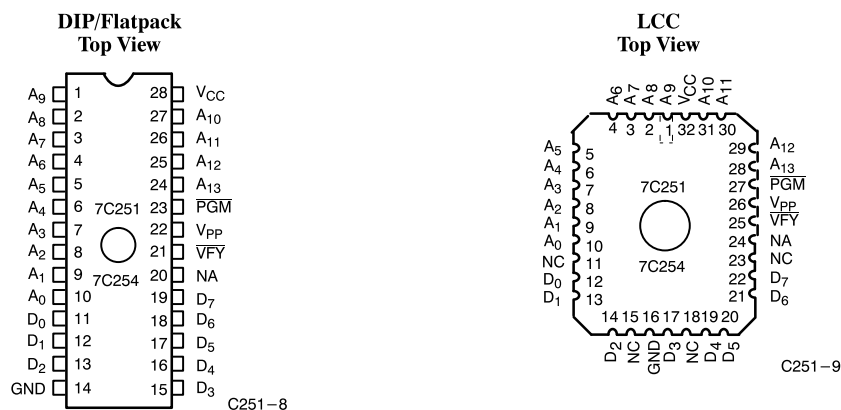 DIP/Flatpack
Top View
A9 1 28 VCC
A8 2 27 A10
A7 3 26 A11
A6 4 25 A12
A5 5 24 A13
A4 6 23 PGM
7C251
A3 7 22 VPP
A2 8 21 VFY
A1 9 20 NA
7C254
A0 10 19 D7
D0 11 18 D6
D1 12 17 D5
D2 13 16 D4
GND 14 15 D3
C251-8
LCC
Top View
A6 A7 A8 A9 VCC A10 A11
4 3 2 1 32 31 30
A5 5 29 A12
A4 6 28 A13
A3 7 27 PGM
7C251
A2 8 26 VPP
A1 9 25 VFY
A0 10 24 NA
NC 11 23 NC
7C254
D0 12 22 D7
D1 13 21 D6
14 15 16 17 18 19 20
D2 NC GND D3 NC D4 D5
C251-9